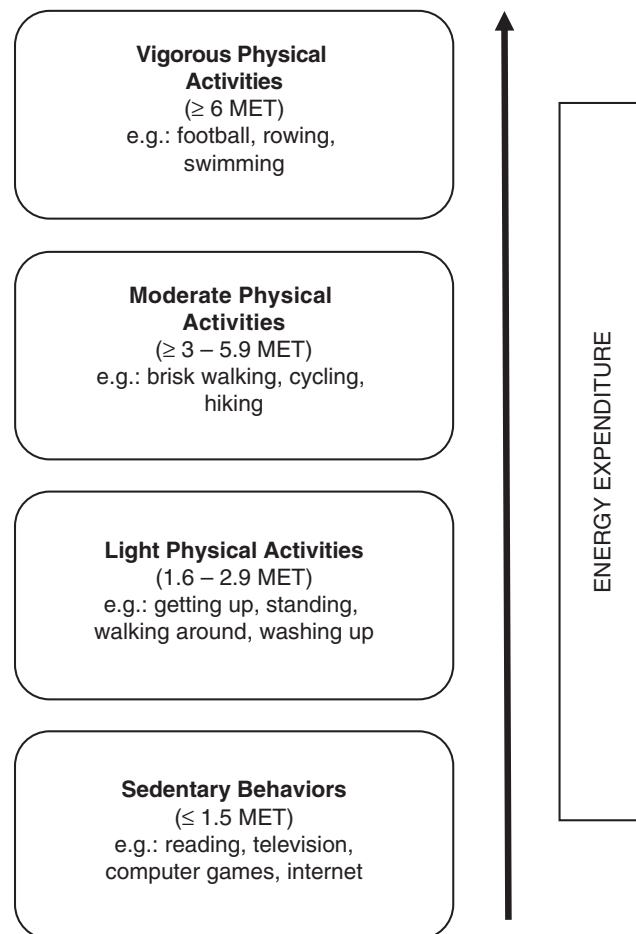 Vigorous Physical
Activities
(≥ 6 MET)
e.g.: football, rowing,
swimming
Moderate Physical
Activities
(≥ 3 – 5.9 MET)
e.g.: brisk walking, cycling,
hiking
Light Physical Activities
(1.6 – 2.9 MET)
e.g.: getting up, standing,
walking around, washing up
Sedentary Behaviors
(≤ 1.5 MET)
e.g.: reading, television,
computer games, internet
ENERGY EXPENDITURE